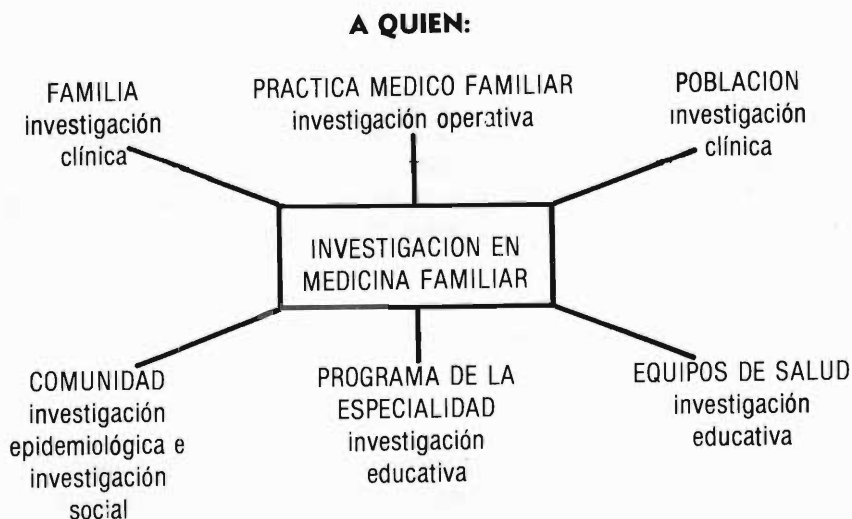 A QUIEN:
FAMILIA
investigación
clínica
PRACTICA MEDICO FAMILIAR
investigación operativa
POBLACION
investigación
clínica
INVESTIGACION EN
MEDICINA FAMILIAR
COMUNIDAD
investigación
epidemiológica e
investigación
social
PROGRAMA DE LA
ESPECIALIDAD
investigación
educativa
EQUIPOS DE SALUD
investigación
educativa